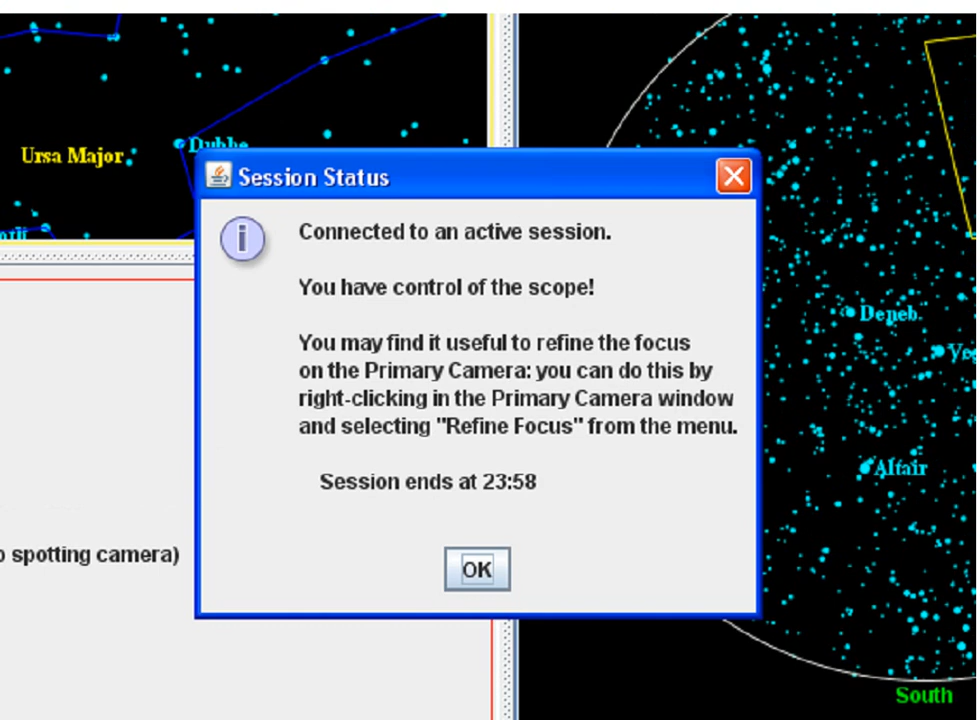 Ursa Major
Dubhe
Session Status
Connected to an active session.
You have control of the scope!
You may find it useful to refine the focus
on the Primary Camera: you can do this by
right-clicking in the Primary Camera window
and selecting "Refine Focus" from the menu.
Session ends at 23:58
OK
spotting camera)
Deneb
Altair
South